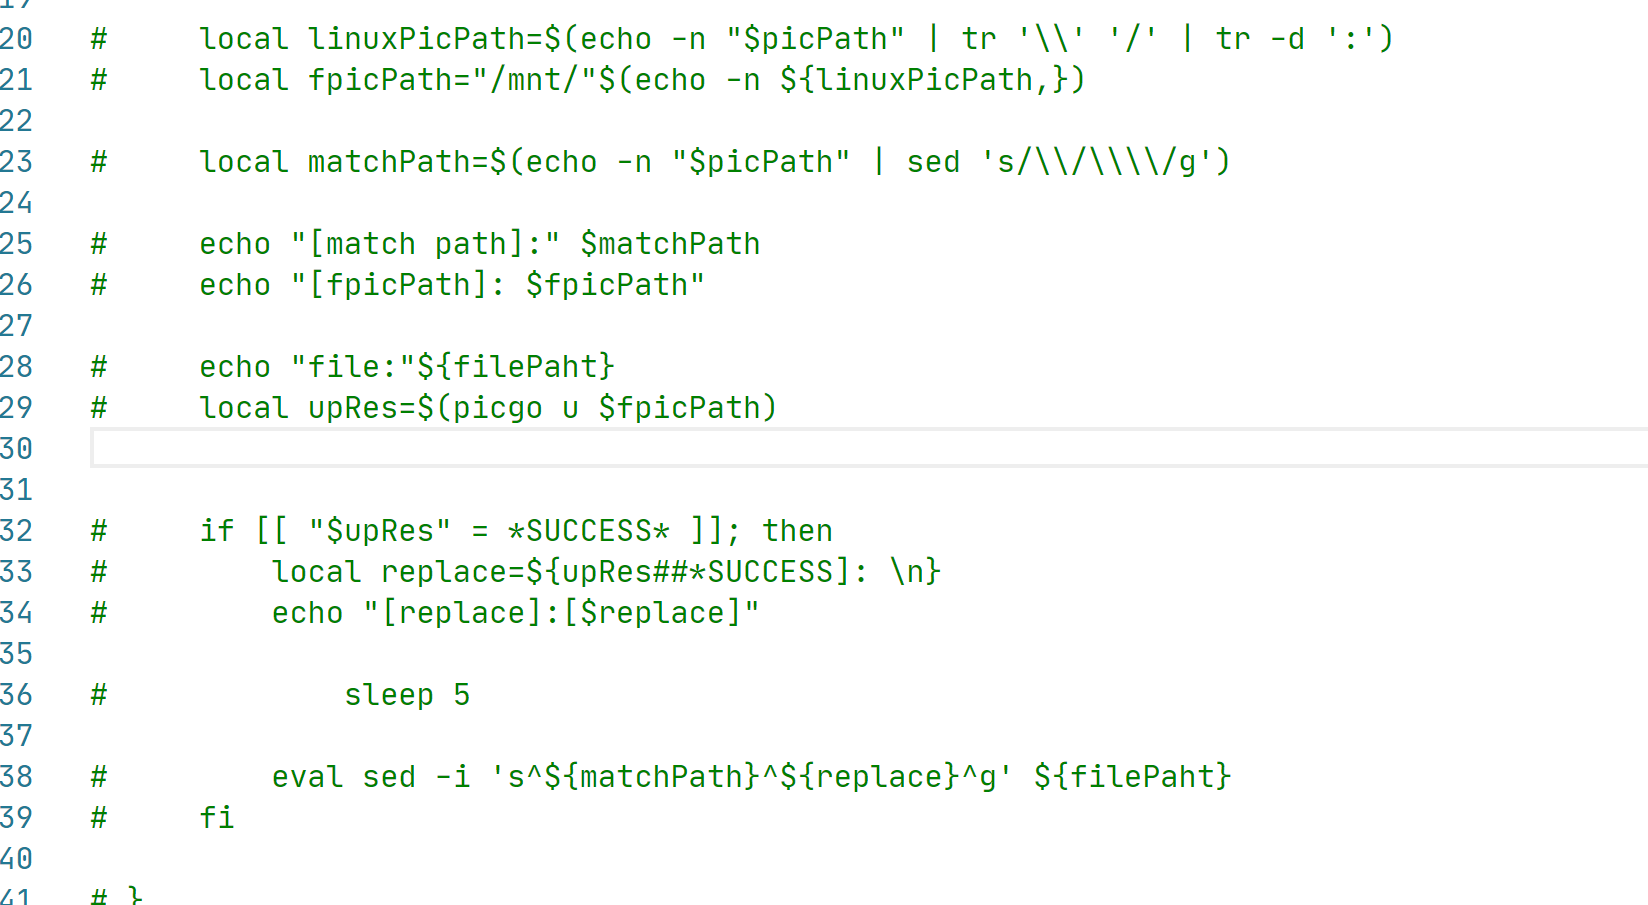 20 #     local linuxPicPath=$(echo -n "$picPath" | tr '\\' '/' | tr -d ':')
21 #     local fpicPath="/mnt/"$(echo -n ${linuxPicPath,})
22
23 #     local matchPath=$(echo -n "$picPath" | sed 's/\\/\\\\/g')
24
25 #     echo "[match path]:" $matchPath
26 #     echo "[fpicPath]: $fpicPath"
27
28 #     echo "file:"${filePaht}
29 #     local upRes=$(picgo u $fpicPath)
30
31
32 #     if [[ "$upRes" = *SUCCESS* ]]; then
33 #         local replace=${upRes##*SUCCESS]: \n}
34 #         echo "[replace]:[$replace]"
35
36 #             sleep 5
37
38 #         eval sed -i 's^${matchPath}^${replace}^g' ${filePaht}
39 #     fi
40
41 # }